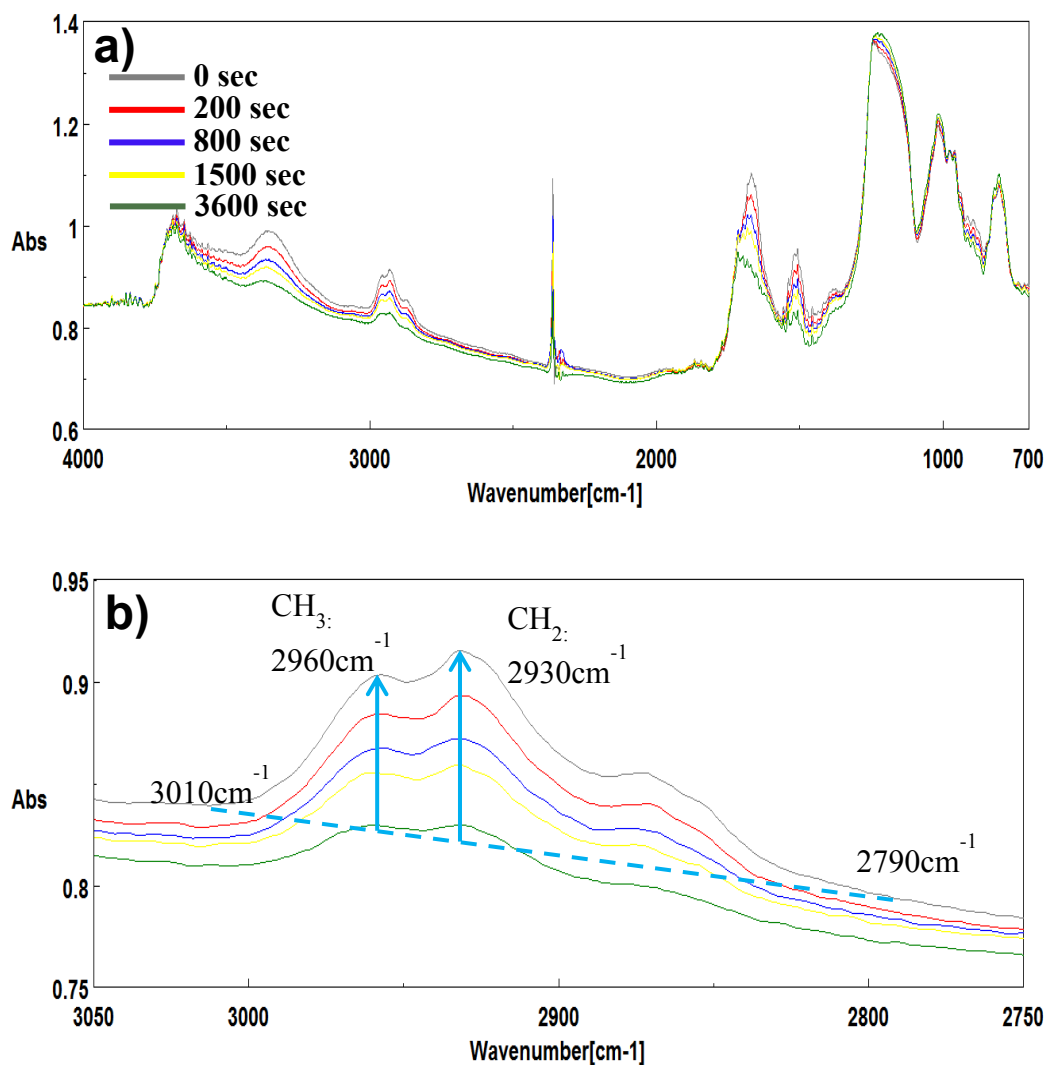 a)
0 sec
200 sec
800 sec
1500 sec
3600 sec
1.4
1.2
1
Abs
0.8
0.6
4000 3000 2000 1000 700
Wavenumber[cm-1]
b)
0.95
CH3:
2960cm-1
CH2:
2930cm-1
0.9
3010cm-1
Abs
2790cm-1
0.8
0.75
3050 3000 2900 2800 2750
Wavenumber[cm-1]